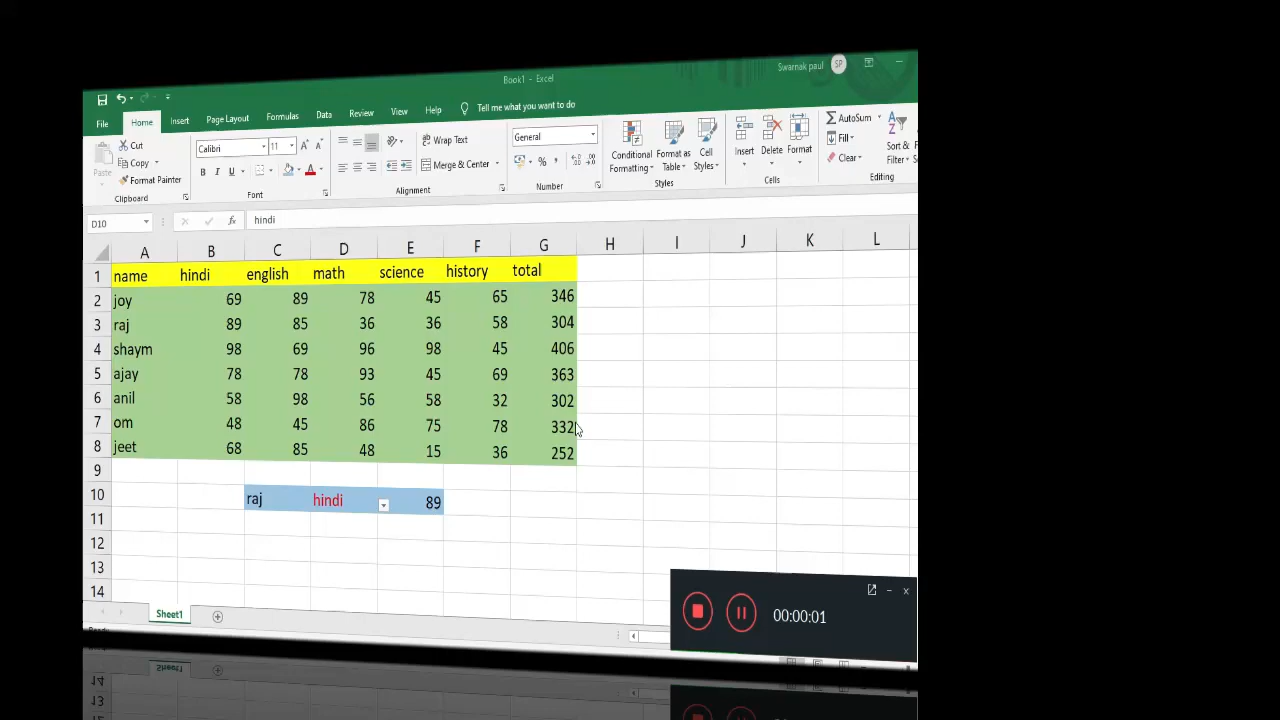 Book1 - Excel
Swarnak paul SP
File Home Insert Page Layout Formulas Data Review View Help Tell me what you want to do
Paste
Cut
Copy
Format Painter
Clipboard
Calibri 11
B I U
Font
Wrap Text
Merge & Center
Alignment
General
Number
Conditional Formatting
Format as Table
Cell Styles
Styles
Insert Delete Format
Cells
AutoSum
Fill
Clear
Sort & Filter
Editing
D10 fx hindi
A B C D E F G H I J K L
1 name hindi english math science history total
2 joy 69 89 78 45 65 346
3 raj 89 85 36 36 58 304
4 shaym 98 69 96 98 45 406
5 ajay 78 78 93 45 69 363
6 anil 58 98 56 58 32 302
7 om 48 45 86 75 78 332
8 jeet 68 85 48 15 36 252
9
10 raj hindi 89
11
12
13
14
Sheet1
00:00:01